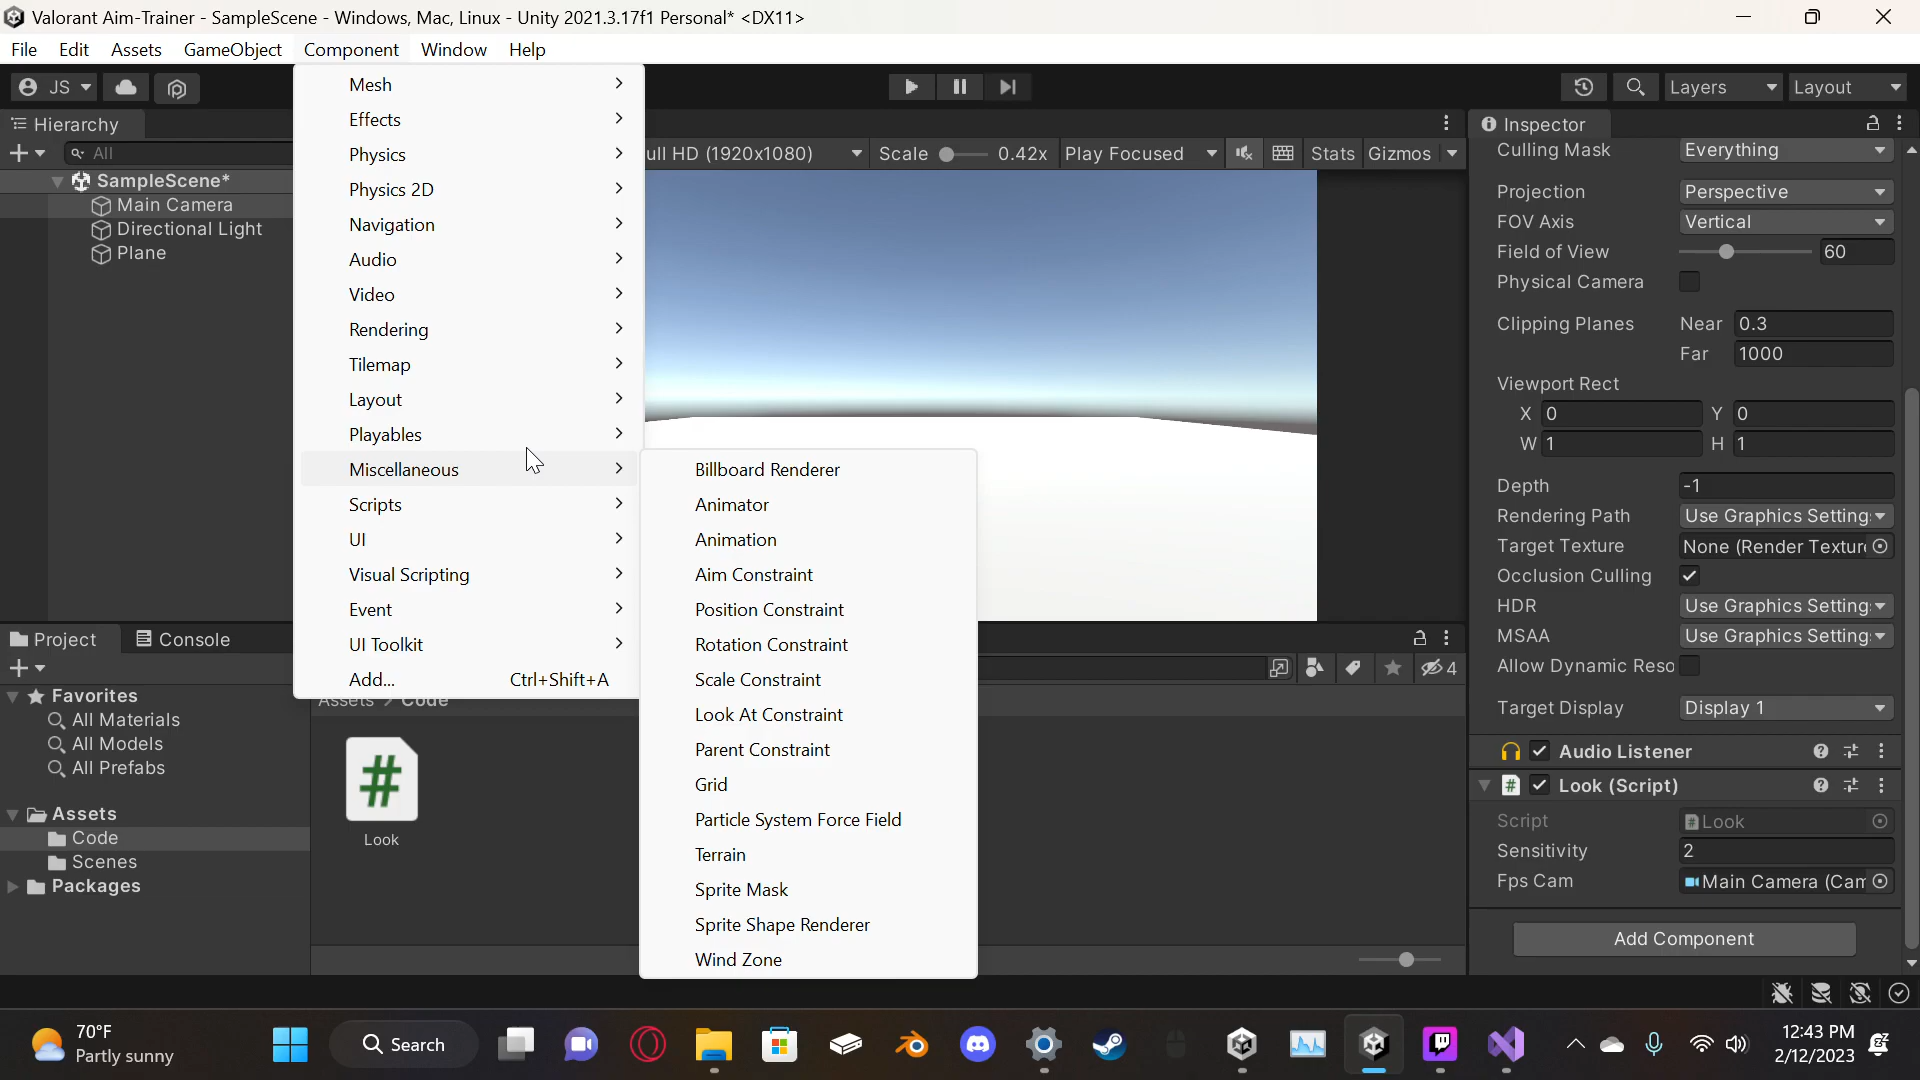 Valorant Aim-Trainer - SampleScene - Windows, Mac, Linux - Unity 2021.3.17f1 Personal* <DX11>
File Edit Assets GameObject Component Window Help
JS Layers Layout
Hierarchy
All
SampleScene*
Main Camera
Directional Light
Plane
Mesh
Effects
Physics
Physics 2D
Navigation
Audio
Video
Rendering
Tilemap
Layout
Playables
Miscellaneous
Scripts
UI
Visual Scripting
Event
UI Toolkit
Add... Ctrl+Shift+A
Billboard Renderer
Animator
Animation
Aim Constraint
Position Constraint
Rotation Constraint
Scale Constraint
Look At Constraint
Parent Constraint
Grid
Particle System Force Field
Terrain
Sprite Mask
Sprite Shape Renderer
Wind Zone
ull HD (1920x1080) Scale 0.42x Play Focused Stats Gizmos
Inspector
Culling Mask Everything
Projection Perspective
FOV Axis Vertical
Field of View 60
Physical Camera
Clipping Planes Near 0.3
Far 1000
Viewport Rect
X 0 Y 0
W 1 H 1
Depth -1
Rendering Path Use Graphics Setting
Target Texture None (Render Textur
Occlusion Culling
HDR Use Graphics Setting
MSAA Use Graphics Setting
Allow Dynamic Reso
Target Display Display 1
Audio Listener
Look (Script)
Script Look
Sensitivity 2
Fps Cam Main Camera (Cam
Add Component
Project Console
4
Favorites
All Materials
All Models
All Prefabs
Assets
Code
Scenes
Packages
Assets > Code
Look
70°F
Partly sunny
Search
12:43 PM
2/12/2023